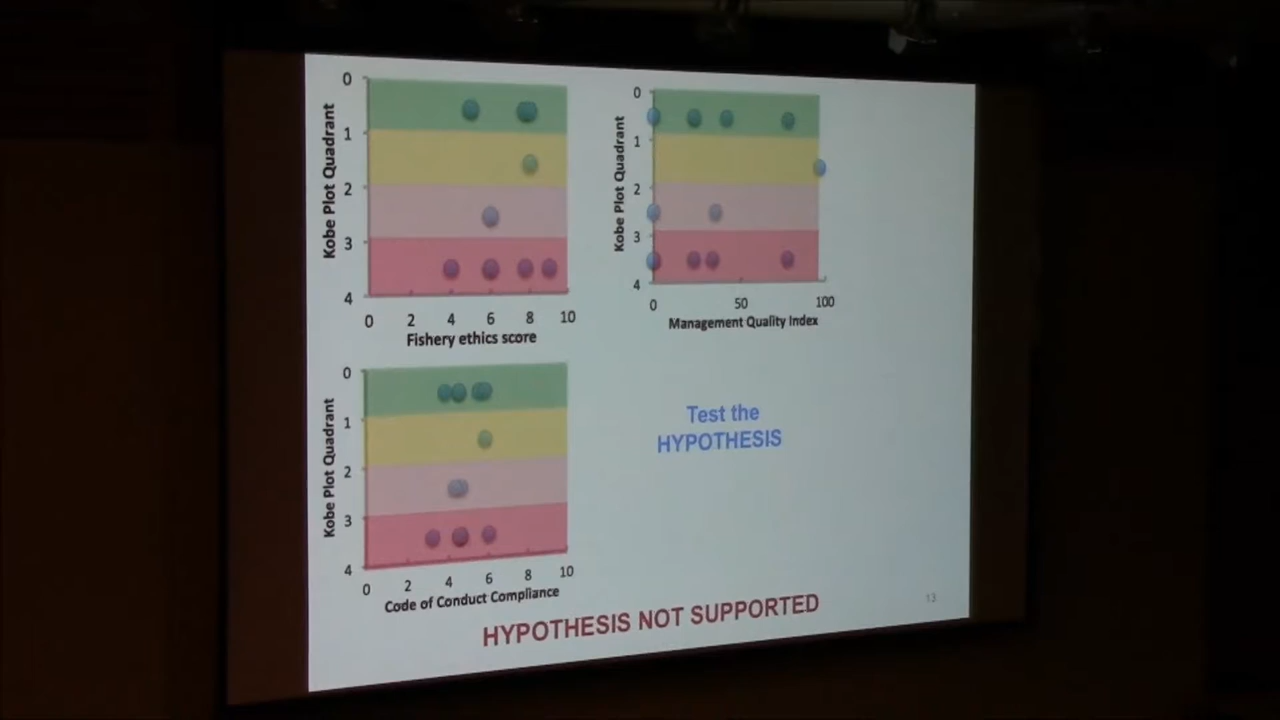 0
1
2
3
4
Kobe Plot Quadrant
0 2 4 6 8 10
Fishery ethics score
0
1
2
3
4
Kobe Plot Quadrant
0 50 100
Management Quality Index
0
1
2
3
4
Kobe Plot Quadrant
0 2 4 6 8 10
Code of Conduct Compliance
Test the
HYPOTHESIS
HYPOTHESIS NOT SUPPORTED
13